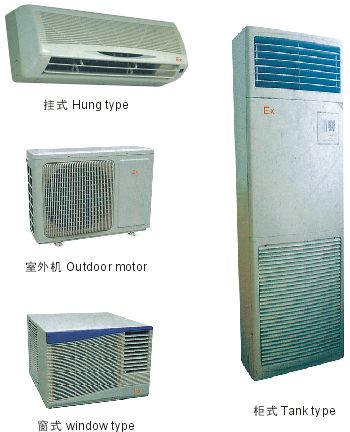 Ex
挂式 Hung type
Ex
室外机 Outdoor motor
Ex
窗式 window type
Ex
柜式 Tank type